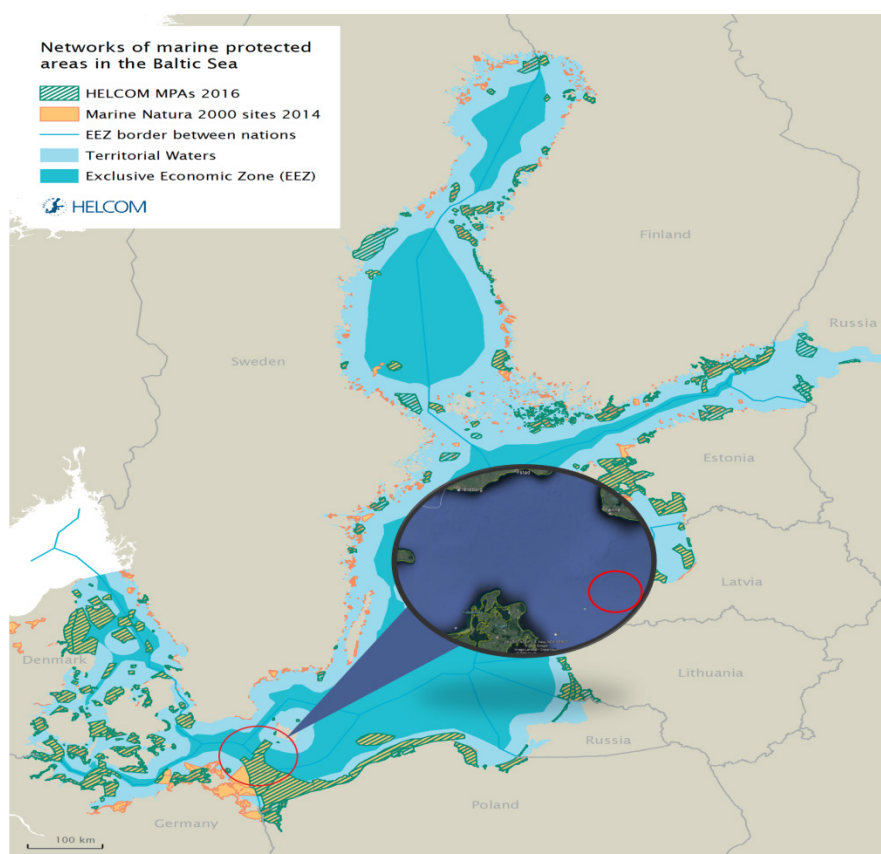 Networks of marine protected
areas in the Baltic Sea
HELCOM MPAs 2016
Marine Natura 2000 sites 2014
EEZ border between nations
Territorial Waters
Exclusive Economic Zone (EEZ)
HELCOM
Finland
Russia
Sweden
Estonia
Latvia
Denmark
Lithuania
Russia
Poland
Germany
100 km